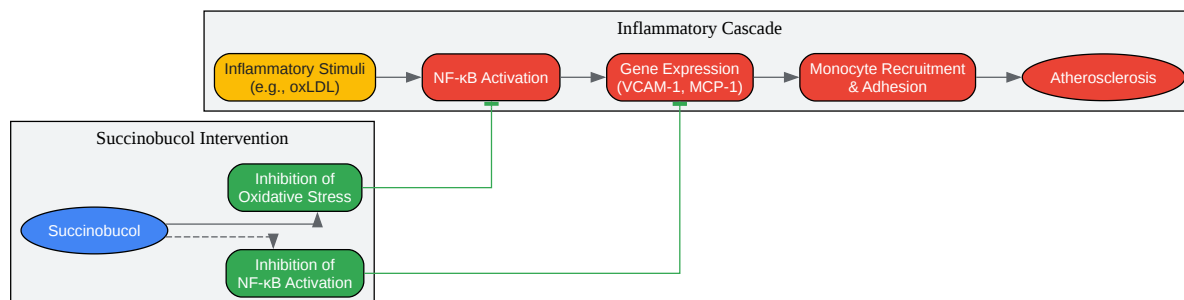 Inflammatory Cascade
Inflammatory Stimuli
(e.g., oxLDL)
NF-κB Activation
Gene Expression
(VCAM-1, MCP-1)
Monocyte Recruitment
& Adhesion
Atherosclerosis
Succinobucol Intervention
Inhibition of
Oxidative Stress
Succinobucol
Inhibition of
NF-κB Activation